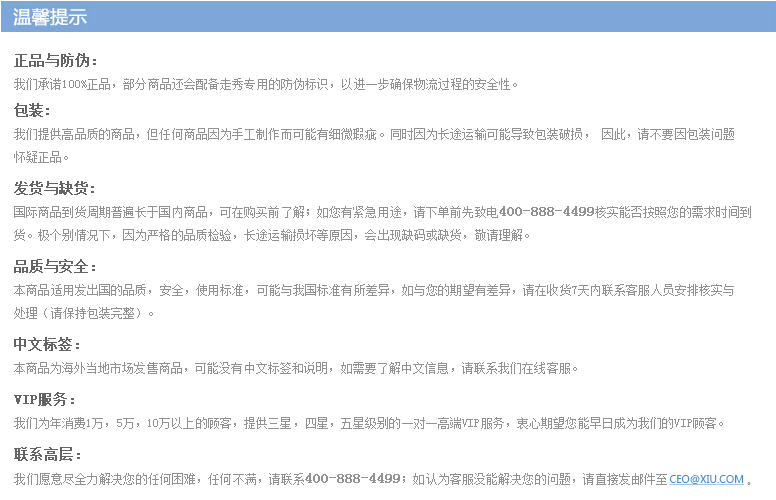 温馨提示
正品与防伪：
我们承诺100%正品，部分商品还会配备走秀专用的防伪标识，以进一步确保物流过程的安全性。
包装：
我们提供高品质的商品，但任何商品因为手工制作而可能有细微瑕疵。同时因为长途运输可能导致包装破损， 因此，请不要因包装问题
怀疑正品。
发货与缺货：
国际商品到货周期普遍长于国内商品，可在购买前了解；如您有紧急用途，请下单前先致电400-888-4499核实能否按照您的需求时间到
货。极个别情况下，因为严格的品质检验，长途运输损坏等原因，会出现缺码或缺货，敬请理解。
品质与安全：
本商品适用发出国的品质，安全，使用标准，可能与我国标准有所差异，如与您的期望有差异，请在收货7天内联系客服人员安排核实与
处理（请保持包装完整）。
中文标签：
本商品为海外当地市场发售商品，可能没有中文标签和说明，如需要了解中文信息，请联系我们在线客服。
VIP服务：
我们为年消费1万，5万，10万以上的顾客，提供三星，四星，五星级别的一对一高端VIP服务，衷心期望您能早日成为我们的VIP顾客。
联系高层：
我们愿意尽全力解决您的任何困难，任何不满，请联系400-888-4499；如认为客服没能解决您的问题，请直接发邮件至CEO@XIU.COM 。